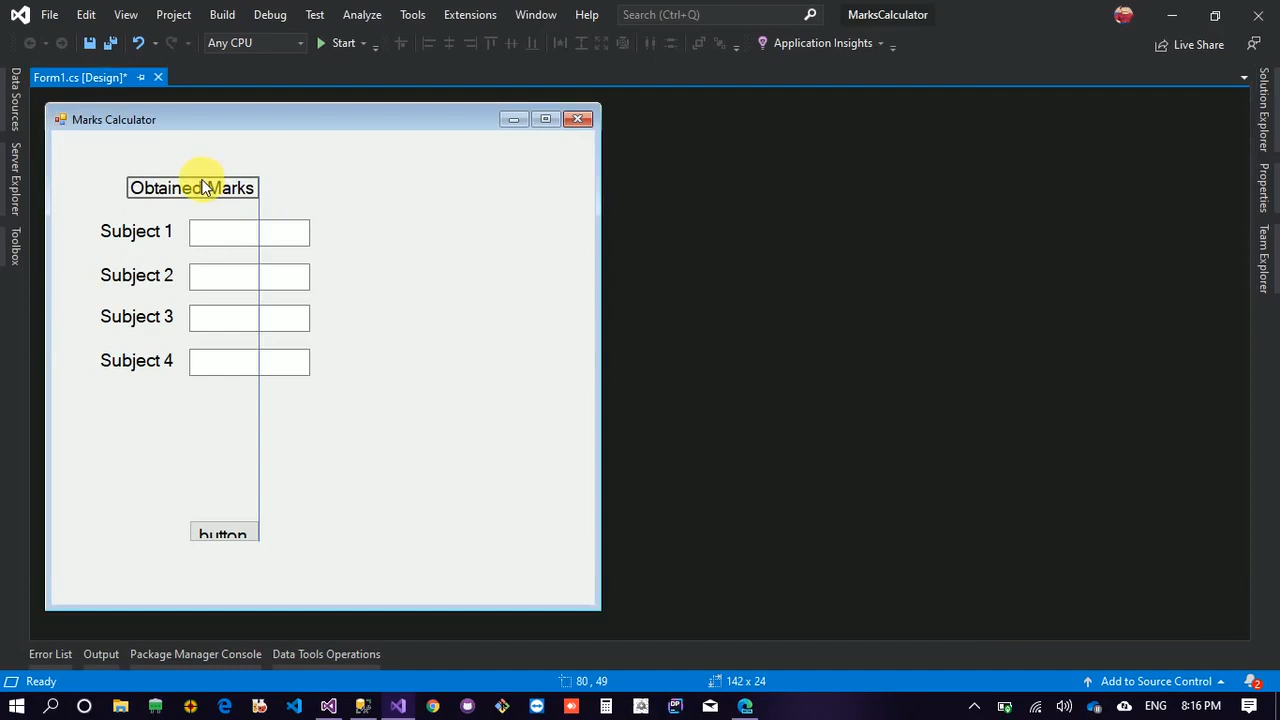 File Edit View Project Build Debug Test Analyze Tools Extensions Window Help Search (Ctrl+Q) MarksCalculator
Any CPU Start Application Insights Live Share
Form1.cs [Design]*
Data Sources
Server Explorer
Toolbox
Marks Calculator
Obtained Marks
Subject 1
Subject 2
Subject 3
Subject 4
button
Solution Explorer
Properties
Team Explorer
Error List Output Package Manager Console Data Tools Operations
Ready 80 , 49 142 x 24 Add to Source Control 2
ENG 8:16 PM